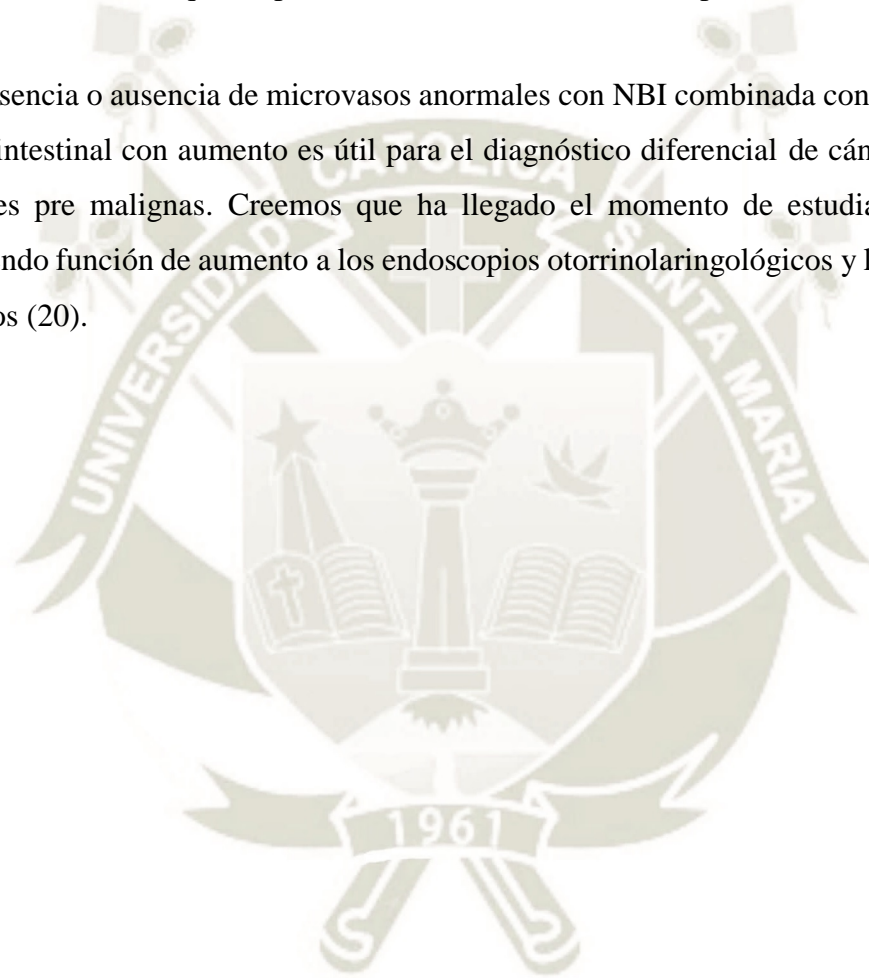 sencia o ausencia de microvasos anormales con NBI combinada con
intestinal con aumento es útil para el diagnóstico diferencial de cán
es pre malignas. Creemos que ha llegado el momento de estudia
ndo función de aumento a los endoscopios otorrinolaringológicos y l
os (20).
UNIVERSIDAD CATOLICA SANTA MARIA
1961